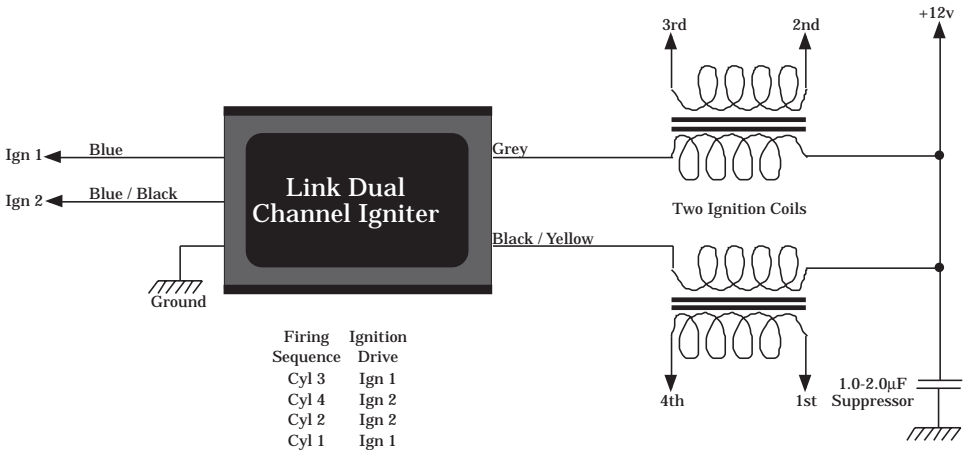 +12v
3rd 2nd
Ign 1 Blue
Grey
Ign 2 Blue / Black
Link Dual
Channel Igniter
Two Ignition Coils
Black / Yellow
Ground
Firing Ignition
Sequence Drive
Cyl 3 Ign 1
Cyl 4 Ign 2
Cyl 2 Ign 2
Cyl 1 Ign 1
4th 1st
1.0-2.0µF
Suppressor